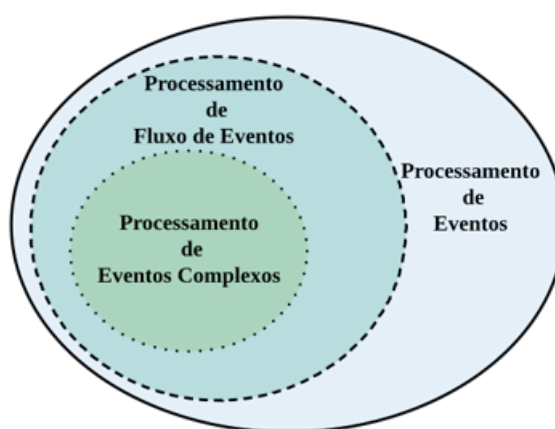 Processamento
de
Fluxo de Eventos
Processamento
de
Eventos
Processamento
de
Eventos Complexos